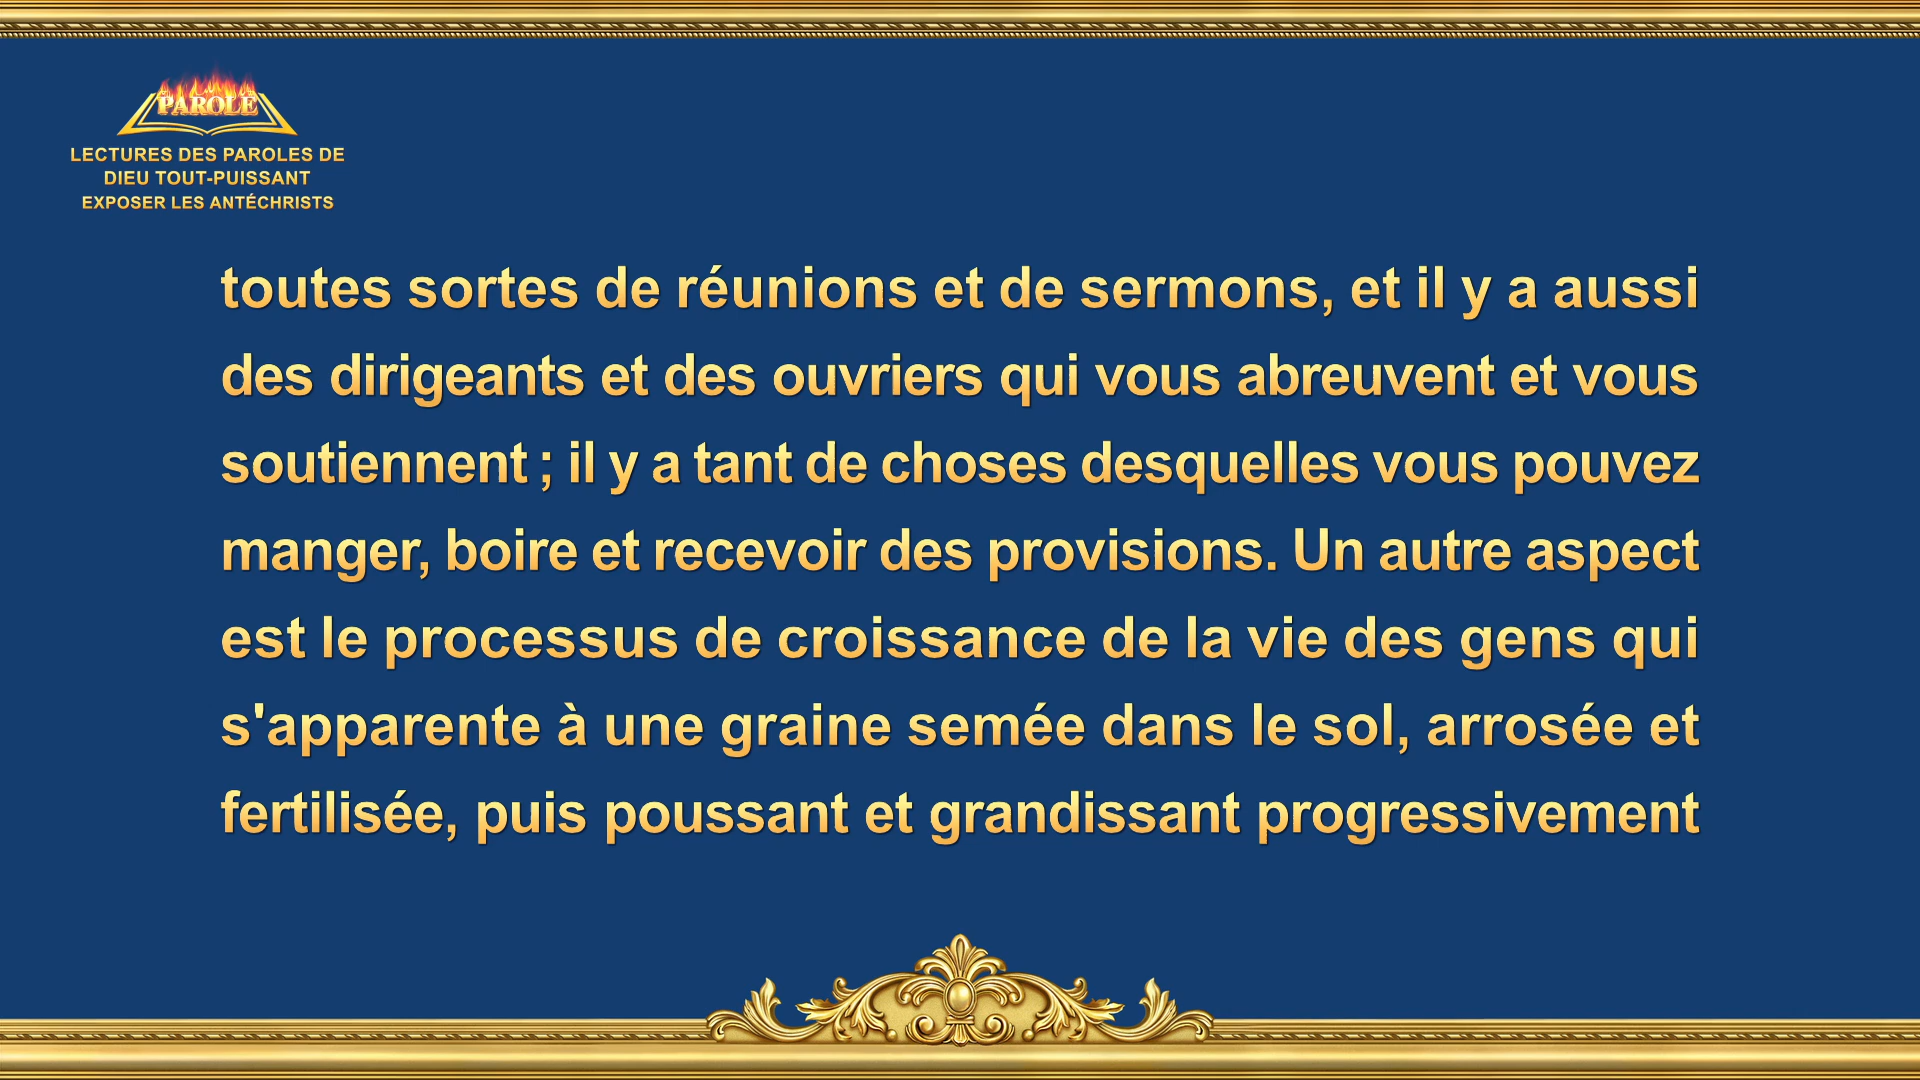 PAROLE
LECTURES DES PAROLES DE
DIEU TOUT-PUISSANT
EXPOSER LES ANTÉCHRISTS
toutes sortes de réunions et de sermons, et il y a aussi
des dirigeants et des ouvriers qui vous abreuvent et vous
soutiennent ; il y a tant de choses desquelles vous pouvez
manger, boire et recevoir des provisions. Un autre aspect
est le processus de croissance de la vie des gens qui
s'apparente à une graine semée dans le sol, arrosée et
fertilisée, puis poussant et grandissant progressivement